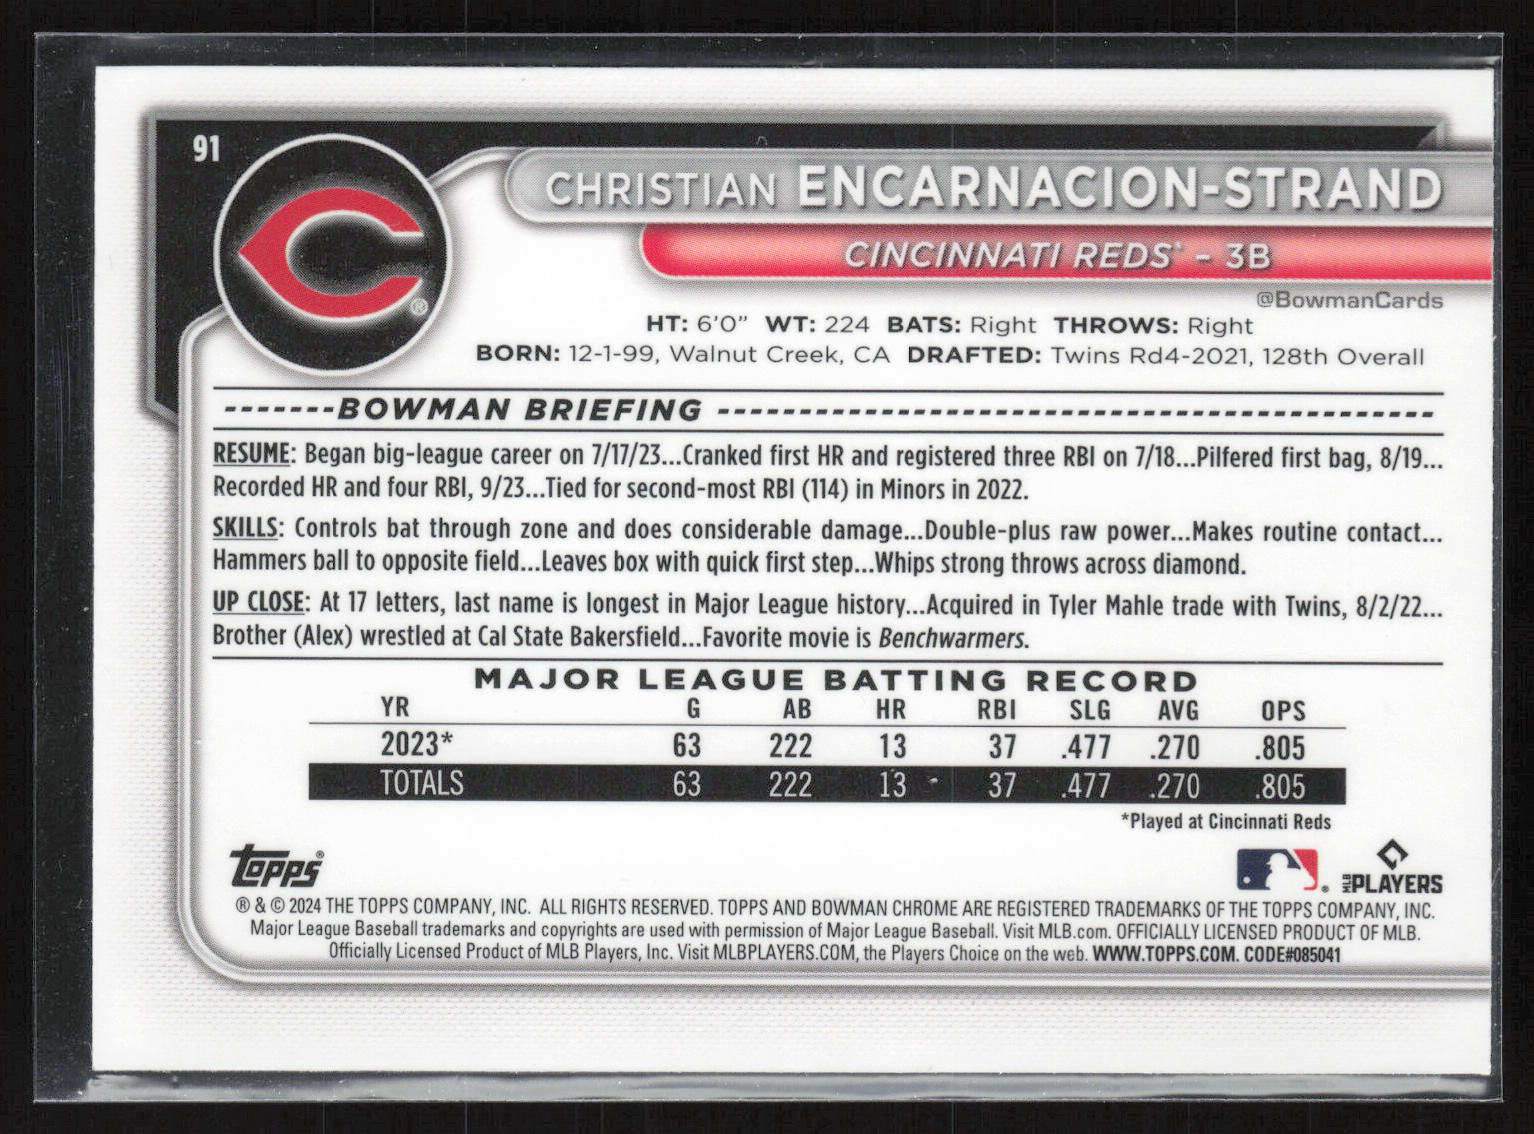 91
CHRISTIAN ENCARNACION-STRAND
CINCINNATI REDS® - 3B
@BowmanCards
HT: 6'0" WT: 224 BATS: Right THROWS: Right
BORN: 12-1-99, Walnut Creek, CA DRAFTED: Twins Rd4-2021, 128th Overall
-------BOWMAN BRIEFING --------------------------------------------
RESUME: Began big-league career on 7/17/23...Cranked first HR and registered three RBI on 7/18...Pilfered first bag, 8/19...
Recorded HR and four RBI, 9/23...Tied for second-most RBI (114) in Minors in 2022.
SKILLS: Controls bat through zone and does considerable damage...Double-plus raw power...Makes routine contact...
Hammers ball to opposite field...Leaves box with quick first step...Whips strong throws across diamond.
UP CLOSE: At 17 letters, last name is longest in Major League history...Acquired in Tyler Mahle trade with Twins, 8/2/22...
Brother (Alex) wrestled at Cal State Bakersfield...Favorite movie is Benchwarmers.
MAJOR LEAGUE BATTING RECORD
YR G AB HR RBI SLG AVG OPS
2023* 63 222 13 37 .477 .270 .805
TOTALS 63 222 13 37 .477 .270 .805
*Played at Cincinnati Reds
Topps®
MLB PLAYERS
® & © 2024 THE TOPPS COMPANY, INC. ALL RIGHTS RESERVED. TOPPS AND BOWMAN CHROME ARE REGISTERED TRADEMARKS OF THE TOPPS COMPANY, INC.
Major League Baseball trademarks and copyrights are used with permission of Major League Baseball. Visit MLB.com. OFFICIALLY LICENSED PRODUCT OF MLB.
Officially Licensed Product of MLB Players, Inc. Visit MLBPLAYERS.COM, the Players Choice on the web. WWW.TOPPS.COM. CODE#085041